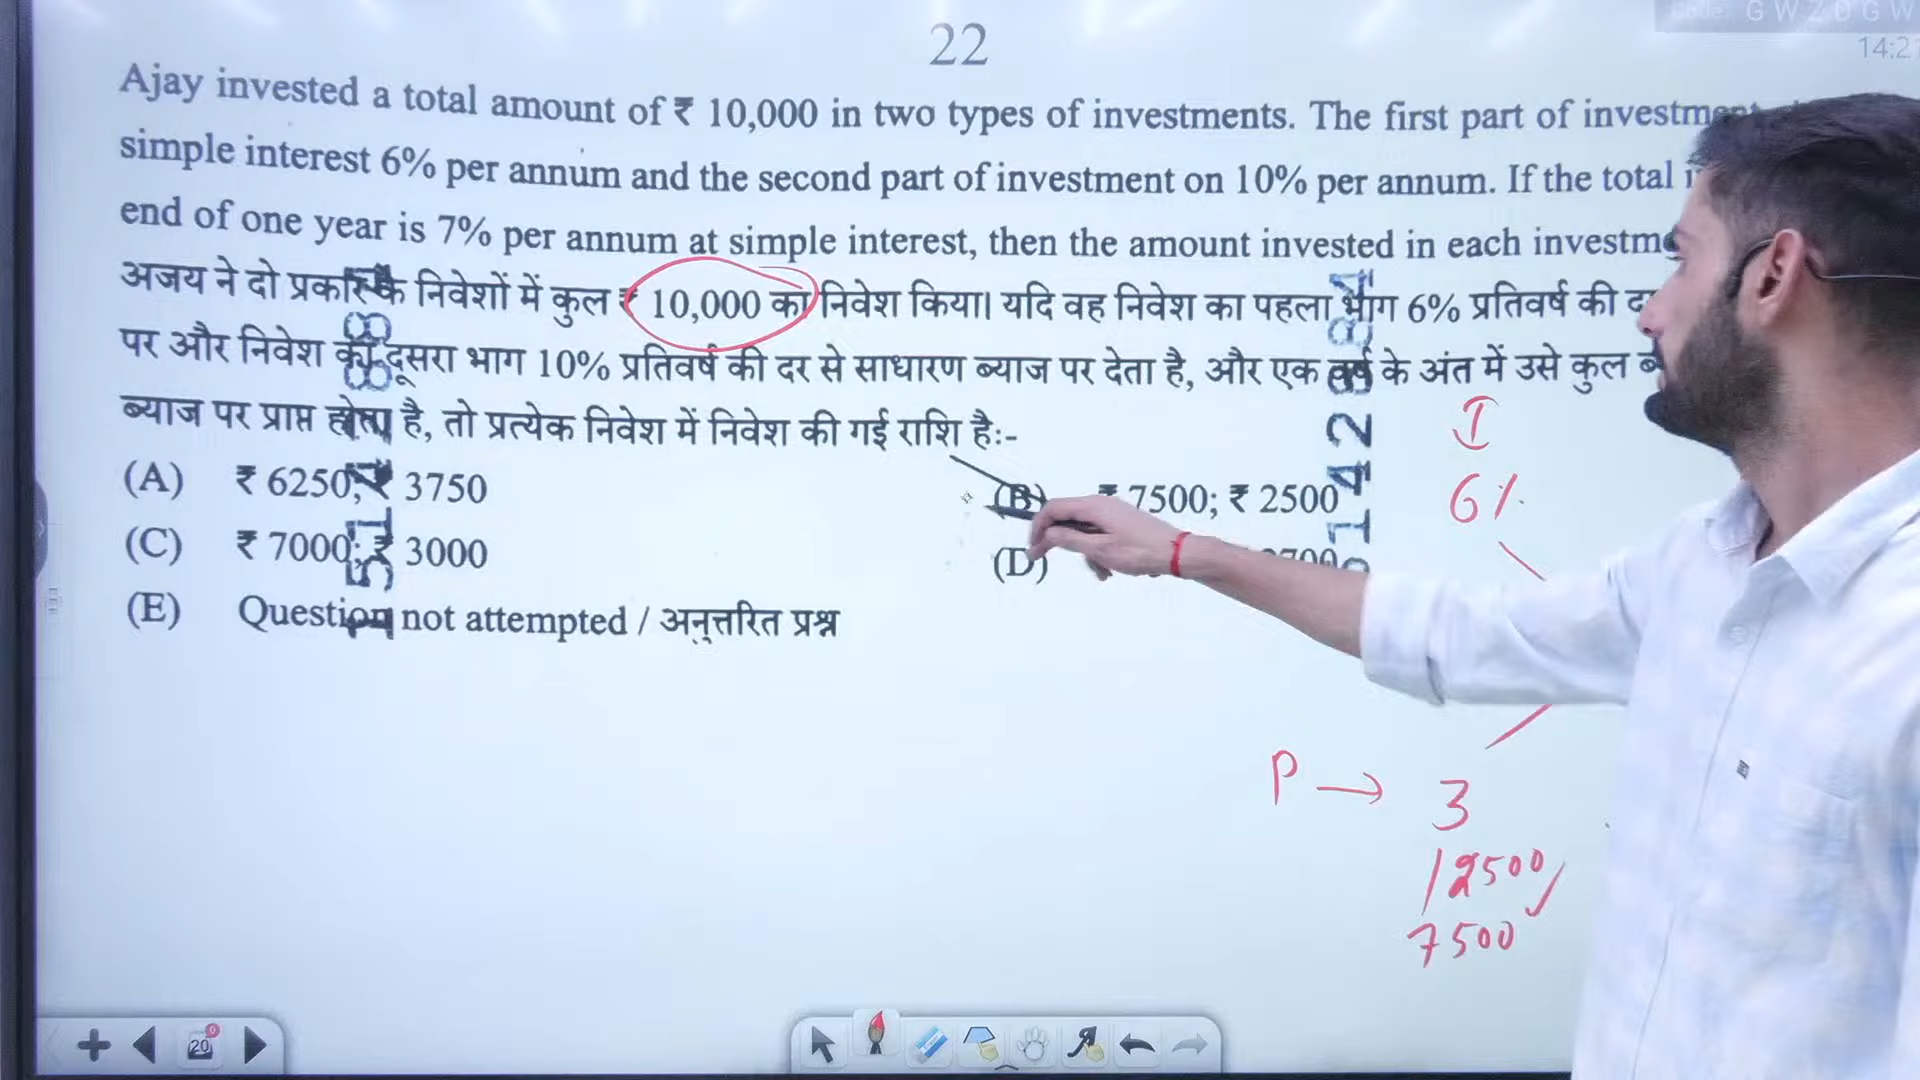 Code: G W Z D G W
14:2
22
Ajay invested a total amount of ₹ 10,000 in two types of investments. The first part of investment
simple interest 6% per annum and the second part of investment on 10% per annum. If the total
end of one year is 7% per annum at simple interest, then the amount invested in each
अजय ने दो प्रकार के निवेशों में कुल ₹ 10,000 का निवेश किया। यदि वह निवेश का पहला भाग 6% प्रतिवर्ष की
पर और निवेश का दूसरा भाग 10% प्रतिवर्ष की दर से साधारण ब्याज पर देता है, और एक वर्ष के अंत में उसे कुल
ब्याज पर प्राप्त होता है, तो प्रत्येक निवेश में निवेश की गई राशि है:-
(A) ₹ 6250; ₹ 3750
(B) ₹ 7500; ₹ 2500
(C) ₹ 7000; ₹ 3000
(D)
(E) Question not attempted / अनुत्तरित प्रश्न
I
6%
P → 3
7500
20